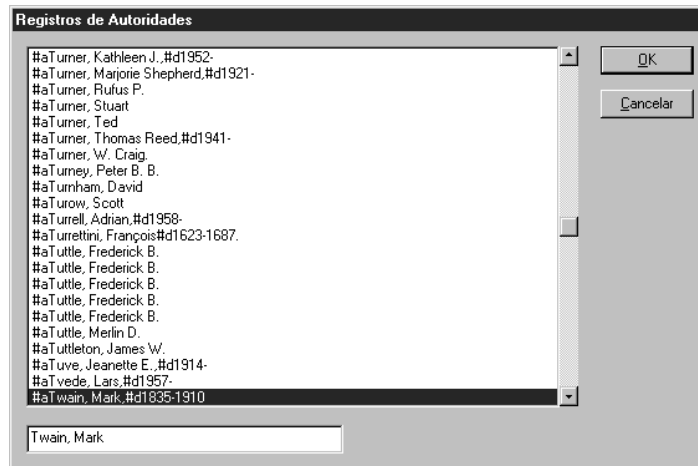 Registros de Autoridades
#aTurner, Kathleen J.,#d1952-
#aTurner, Marjorie Shepherd,#d1921-
#aTurner, Rufus P.
#aTurner, Stuart
#aTurner, Ted
#aTurner, Thomas Reed,#d1941-
#aTurner, W. Craig.
#aTurney, Peter B. B.
#aTurnham, David
#aTurow, Scott
#aTurrell, Adrian,#d1958-
#aTurrettini, François#d1623-1687.
#aTuttle, Frederick B.
#aTuttle, Frederick B.
#aTuttle, Frederick B.
#aTuttle, Frederick B.
#aTuttle, Frederick B.
#aTuttle, Merlin D.
#aTuttleton, James W.
#aTuve, Jeanette E.,#d1914-
#aTvede, Lars,#d1957-
#aTwain, Mark,#d1835-1910
Twain, Mark
OK
Cancelar